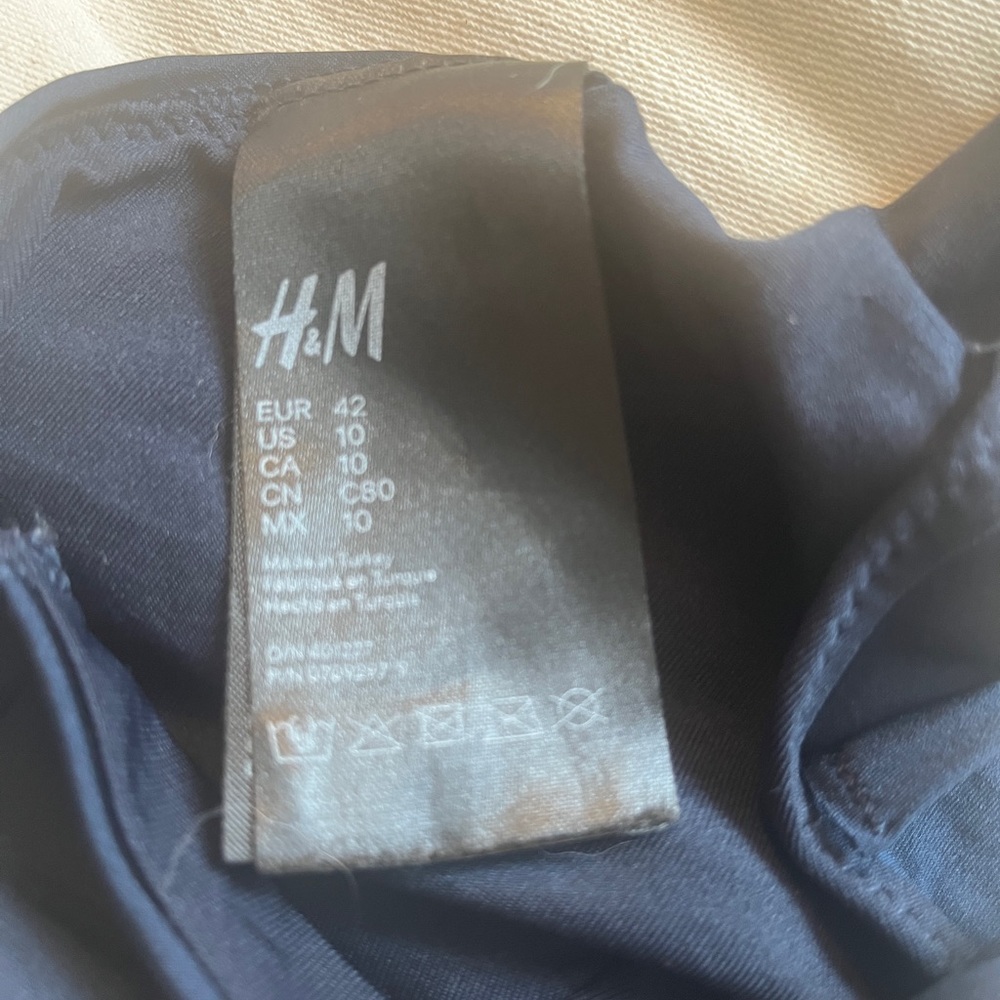 H&M
EUR 42
US 10
CA 10
CN C80
MX 10
Made in Turkey
Fabriqué en Turquie
Hecho en Turquía